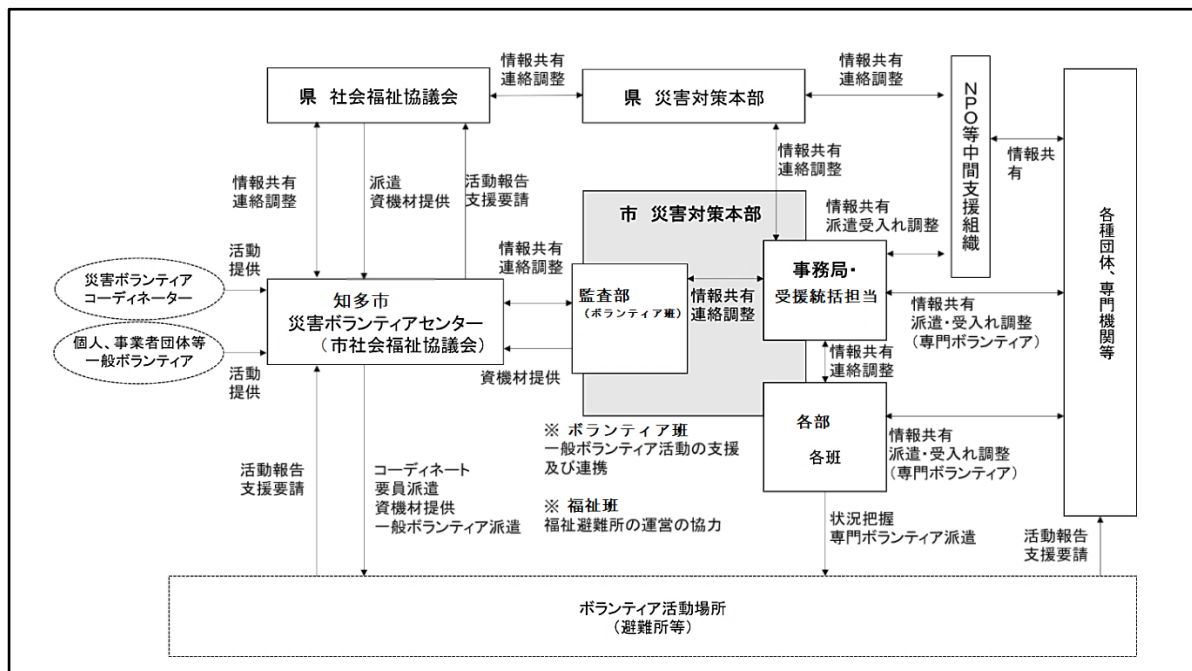 情報共有
連絡調整
情報共有
連絡調整
県 社会福祉協議会
県 災害対策本部
NPO等中間支援組織
各種団体、専門機関等
情報共有
連絡調整
派遣
資機材提供
活動報告
支援要請
情報共有
連絡調整
情報共
有
市 災害対策本部
情報共有
派遣受入れ調整
活動
提供
災害ボランティア
コーディネーター
情報共有
連絡調整
監査部
(ボランティア班)
情報共有
連絡調整
事務局・
受援統括担当
知多市
災害ボランティアセンター
(市社会福祉協議会)
情報共有
派遣・受入れ調整
(専門ボランティア)
個人、事業者団体等
一般ボランティア
活動
提供
資機材提供
情報共有
連絡調整
各部
各班
※ ボランティア班
一般ボランティア活動の支援
及び連携
情報共有
派遣・受入れ調整
(専門ボランティア)
活動報告
支援要請
コーディネート
要員派遣
資機材提供
一般ボランティア派遣
※ 福祉班
福祉避難所の運営の協力
状況把握
専門ボランティア派遣
活動報告
支援要請
ボランティア活動場所
(避難所等)